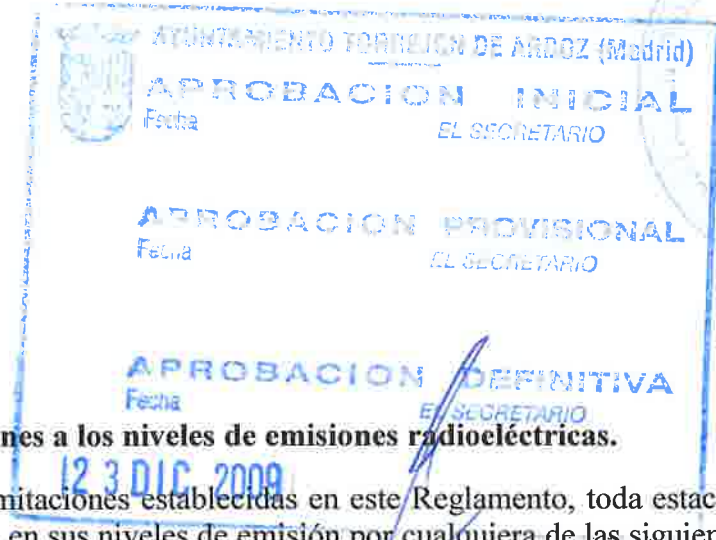 AYUNTAMIENTO TORREJON DE ARDOZ (Madrid)
APROBACION INICIAL
Fecha EL SECRETARIO
APROBACION PROVISIONAL
Fecha EL SECRETARIO
APROBACION DEFINITIVA
Fecha EL SECRETARIO
nes a los niveles de emisiones radioeléctricas.
23 DIC. 2009
mitaciones establecidas en este Reglamento, toda estac
en sus niveles de emisión por cualquiera de las siguien